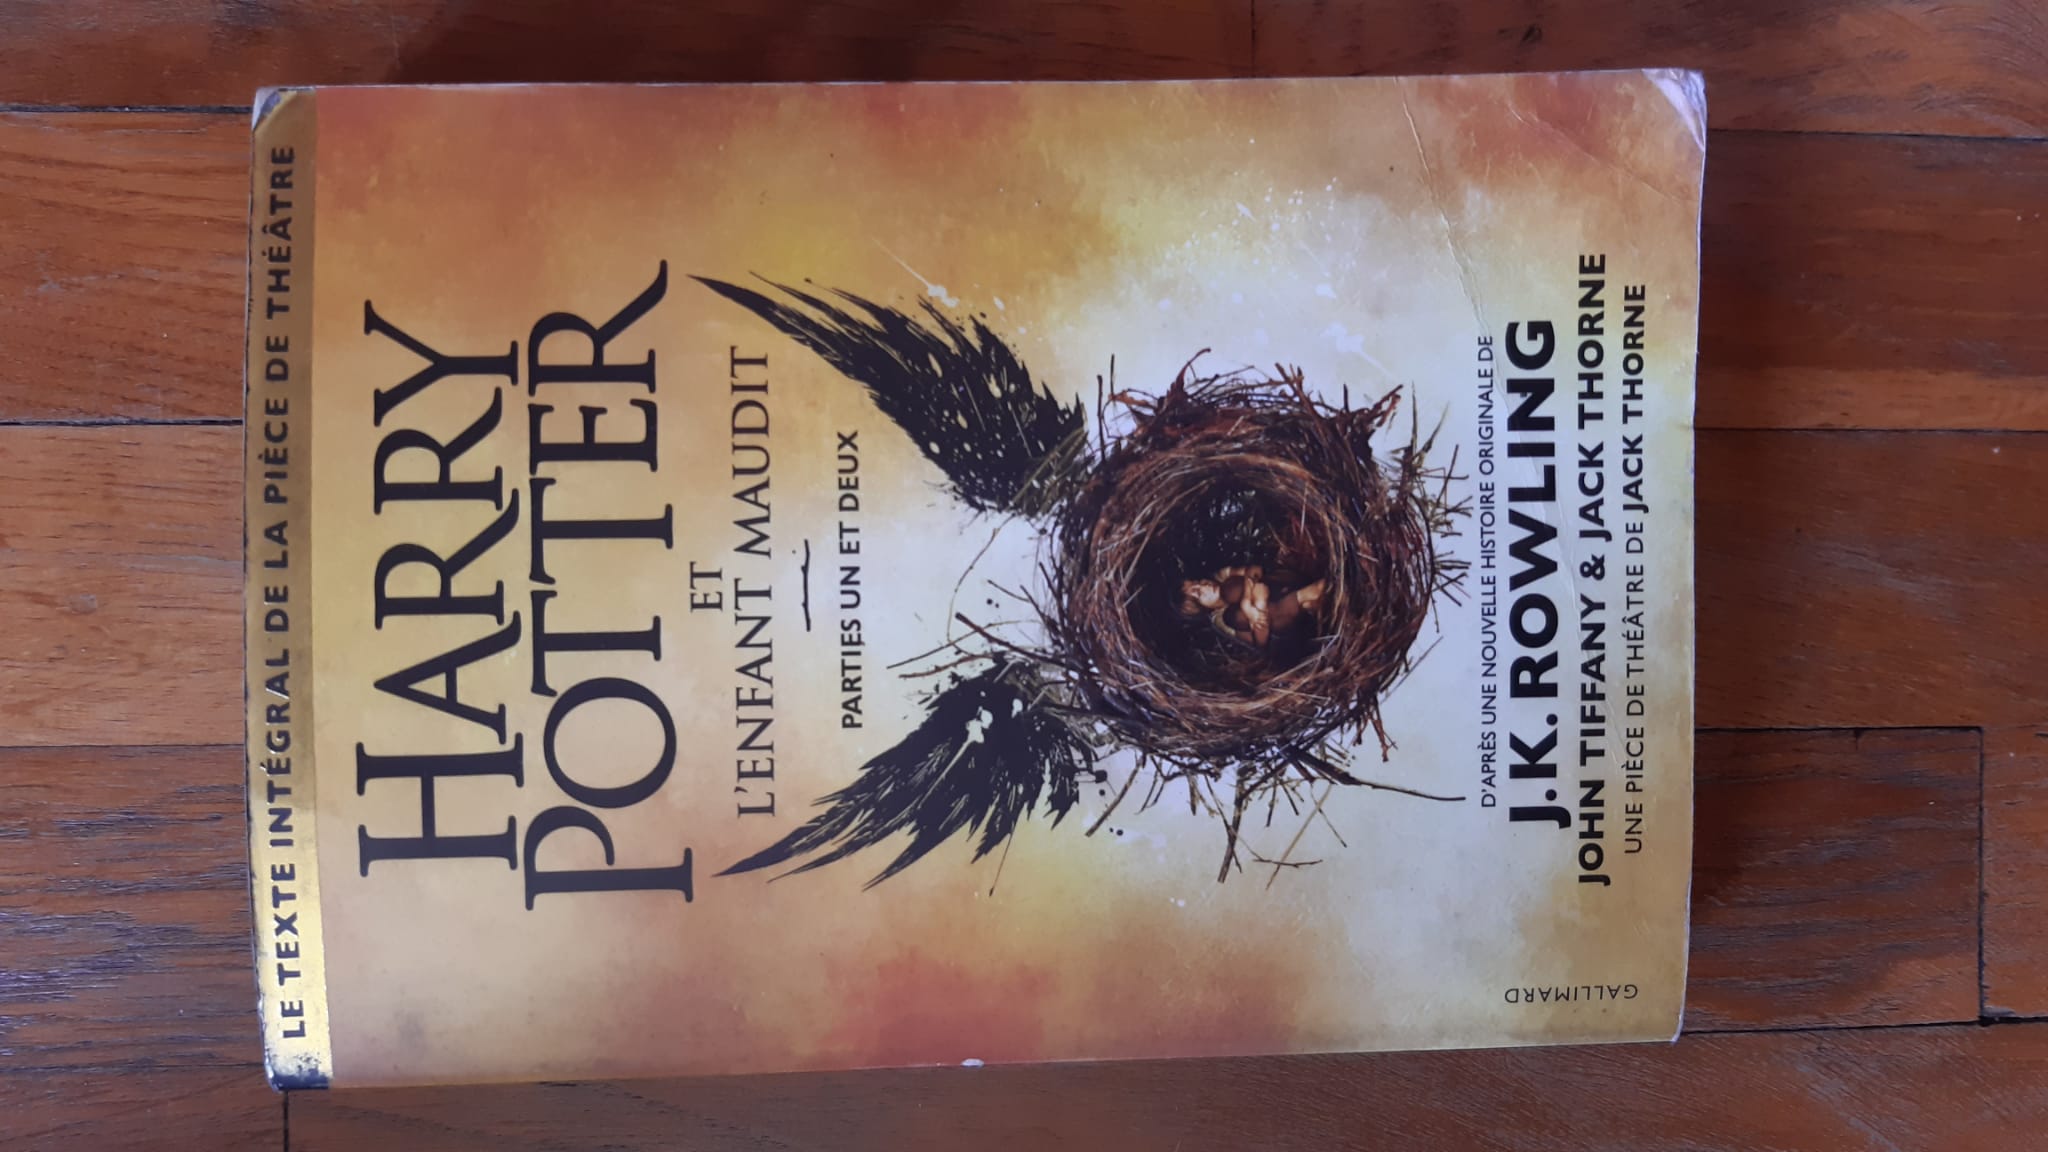 LE TEXTE INTÉGRAL DE LA PIÈCE DE THÉÂTRE
HARRY
POTTER
ET
L'ENFANT MAUDIT
PARTIES UN ET DEUX
D'APRÈS UNE NOUVELLE HISTOIRE ORIGINALE DE
J.K. ROWLING
JOHN TIFFANY & JACK THORNE
UNE PIÈCE DE THÉÂTRE DE JACK THORNE
GALLIMARD